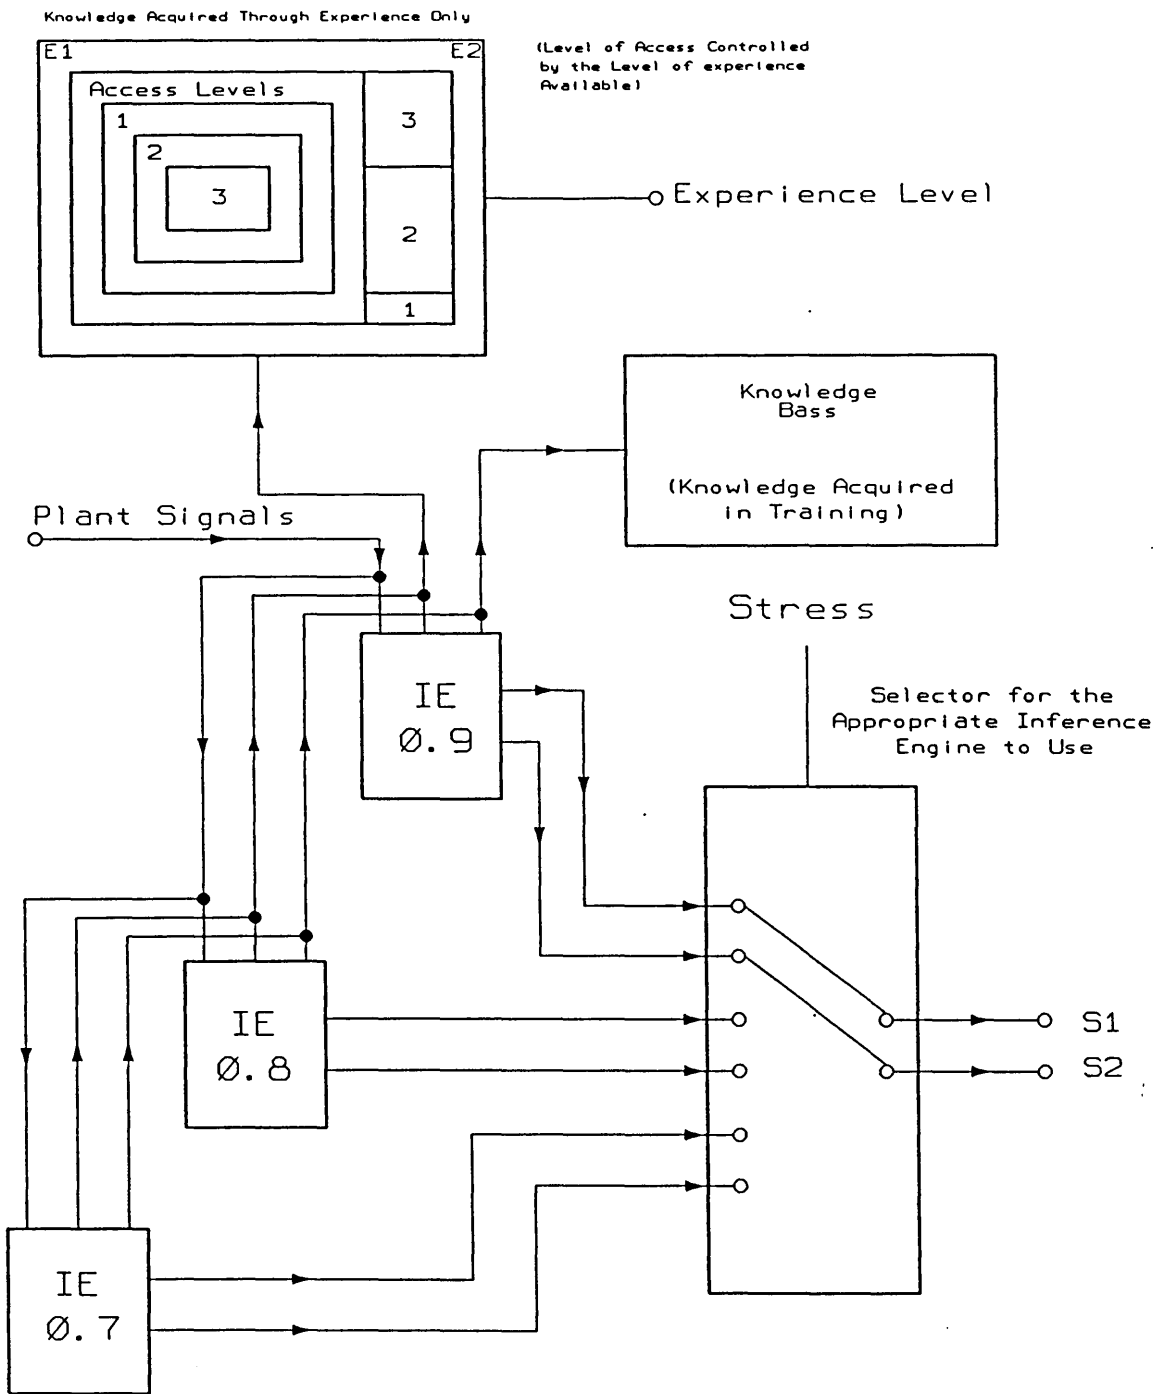 Knowledge Acquired Through Experience Only
E1
E2
(Level of Access Controlled
by the Level of experience
Available)
Access Levels
1
2
3
3
2
1
Experience Level
Knowledge
Bass
(Knowledge Acquired
in Training)
Plant Signals
Stress
IE
Ø.9
Selector for the
Appropriate Inference
Engine to Use
IE
Ø.8
S1
S2
IE
Ø.7